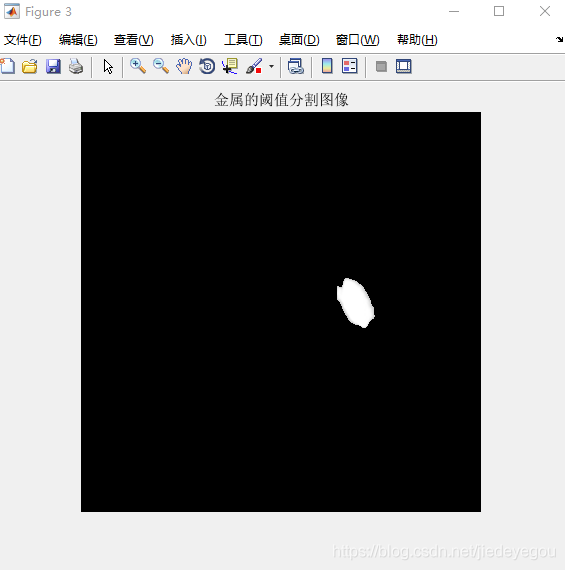 Figure 3
文件(F) 编辑(E) 查看(V) 插入(I) 工具(T) 桌面(D) 窗口(W) 帮助(H)
金属的阈值分割图像
https://blog.csdn.net/jiedeyegou